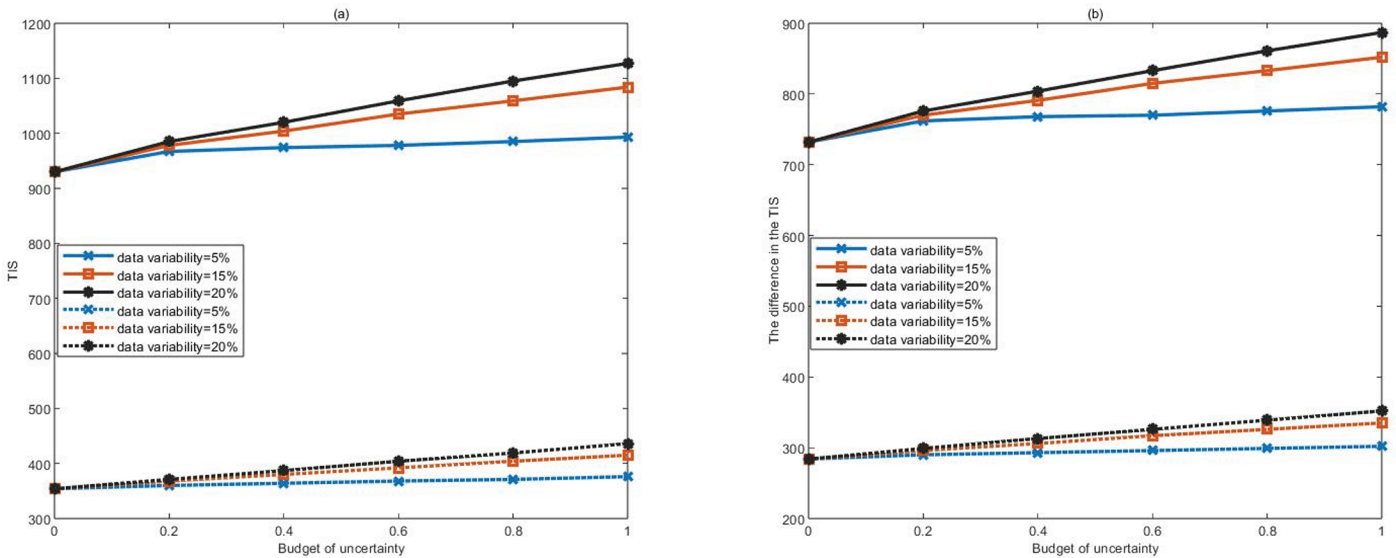 (a)
1200
1100
1000
900
800
700
600
500
400
300
TIS
data variability=5%
data variability=15%
data variability=20%
data variability=5%
data variability=15%
data variability=20%
0 0.2 0.4 0.6 0.8 1
Budget of uncertainty
(b)
900
800
700
600
500
400
300
200
The difference in the TIS
data variability=5%
data variability=15%
data variability=20%
data variability=5%
data variability=15%
data variability=20%
0 0.2 0.4 0.6 0.8 1
Budget of uncertainty